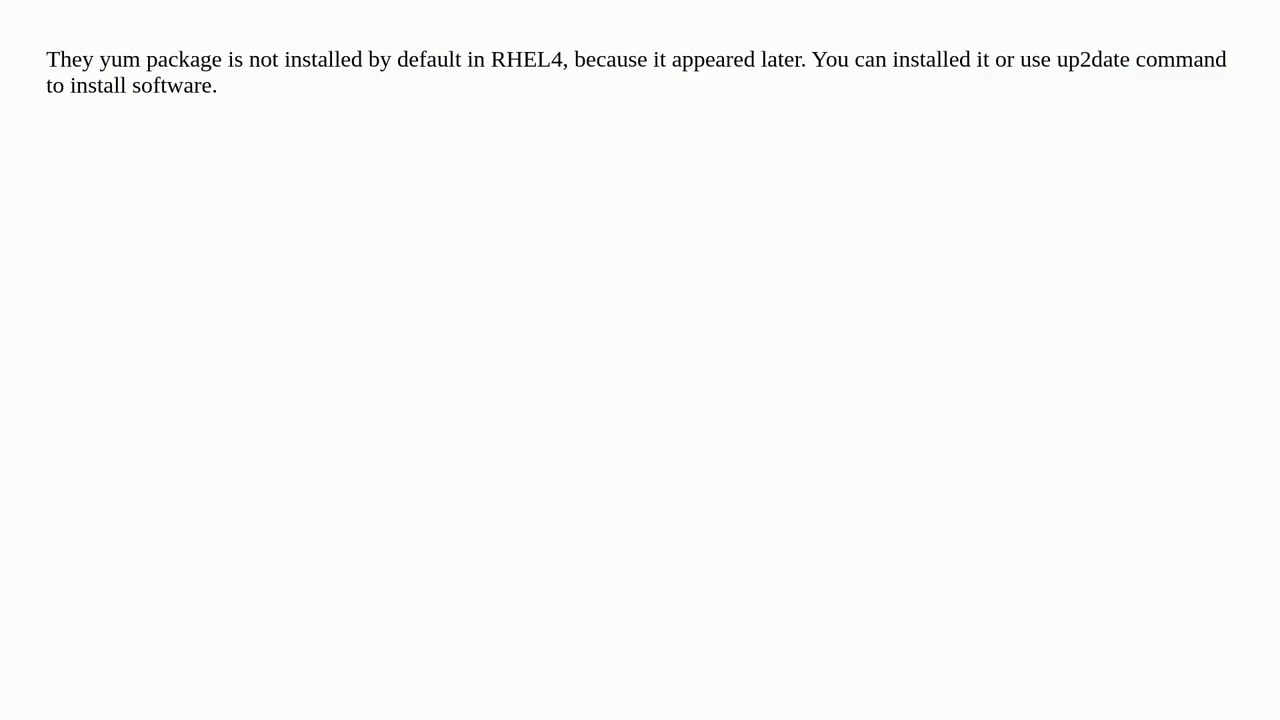 They yum package is not installed by default in RHEL4, because it appeared later. You can installed it or use up2date command
to install software.